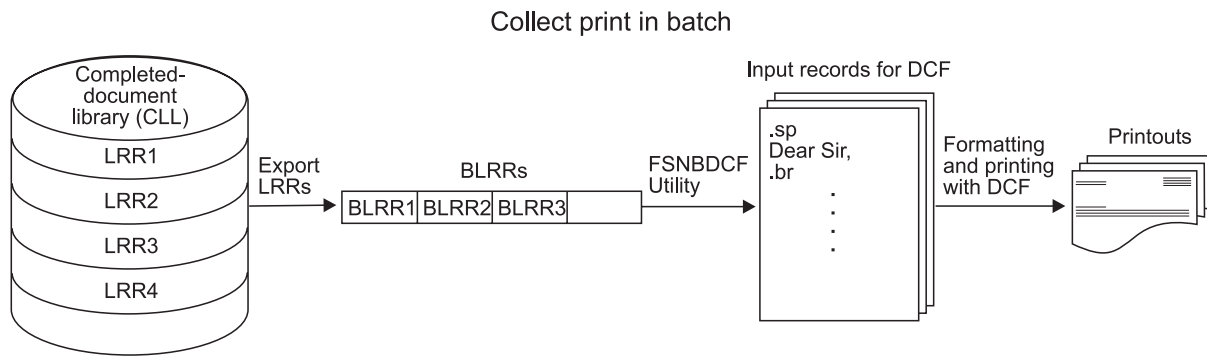 Collect print in batch
Completed-
document
library (CLL)
LRR1
LRR2
LRR3
LRR4
Export
LRRs
BLRRs
BLRR1 BLRR2 BLRR3
FSNBDCF
Utility
Input records for DCF
.sp
Dear Sir,
.br
.
.
.
.
Formatting
and printing
with DCF
Printouts